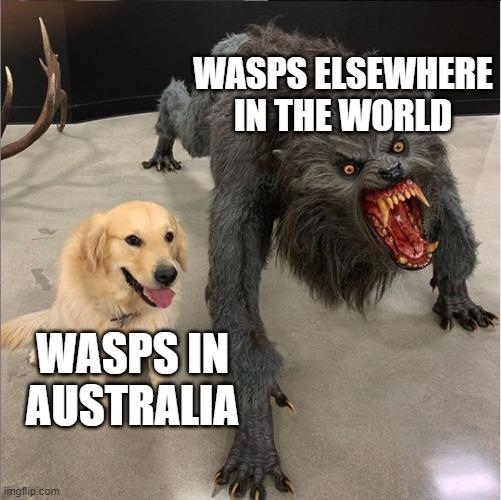 WASPS ELSEWHERE
IN THE WORLD
WASPS IN
AUSTRALIA
imgflip.com